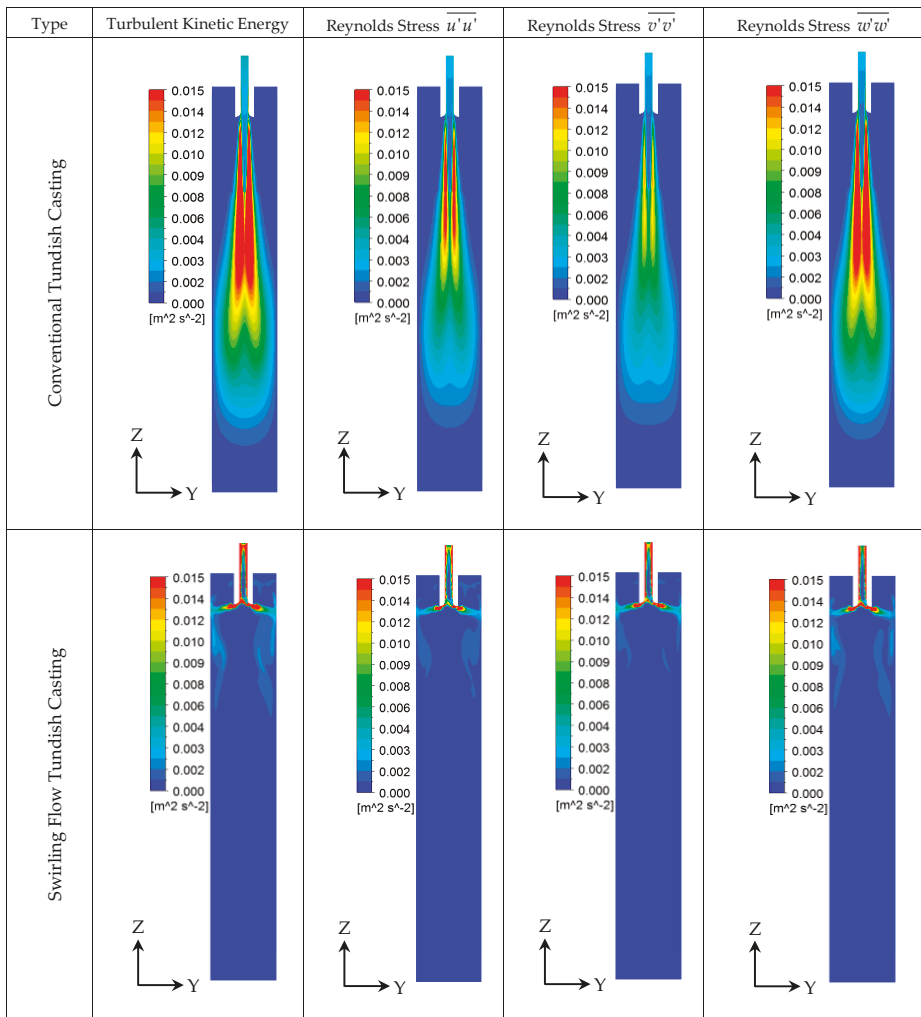 Type
Turbulent Kinetic Energy
Reynolds Stress u'u'
Reynolds Stress v'v'
Reynolds Stress w'w'
Conventional Tundish Casting
0.015
0.014
0.012
0.010
0.009
0.008
0.006
0.004
0.003
0.002
0.000
[m^2 s^-2]
Z
Y
0.015
0.014
0.012
0.010
0.009
0.008
0.006
0.004
0.003
0.002
0.000
[m^2 s^-2]
Z
Y
0.015
0.014
0.012
0.010
0.009
0.008
0.006
0.004
0.003
0.002
0.000
[m^2 s^-2]
Z
Y
0.015
0.014
0.012
0.010
0.009
0.008
0.006
0.004
0.003
0.002
0.000
[m^2 s^-2]
Z
Y
Swirling Flow Tundish Casting
0.015
0.014
0.012
0.010
0.009
0.008
0.006
0.004
0.003
0.002
0.000
[m^2 s^-2]
Z
Y
0.015
0.014
0.012
0.010
0.009
0.008
0.006
0.004
0.003
0.002
0.000
[m^2 s^-2]
Z
Y
0.015
0.014
0.012
0.010
0.009
0.008
0.006
0.004
0.003
0.002
0.000
[m^2 s^-2]
Z
Y
0.015
0.014
0.012
0.010
0.009
0.008
0.006
0.004
0.003
0.002
0.000
[m^2 s^-2]
Z
Y